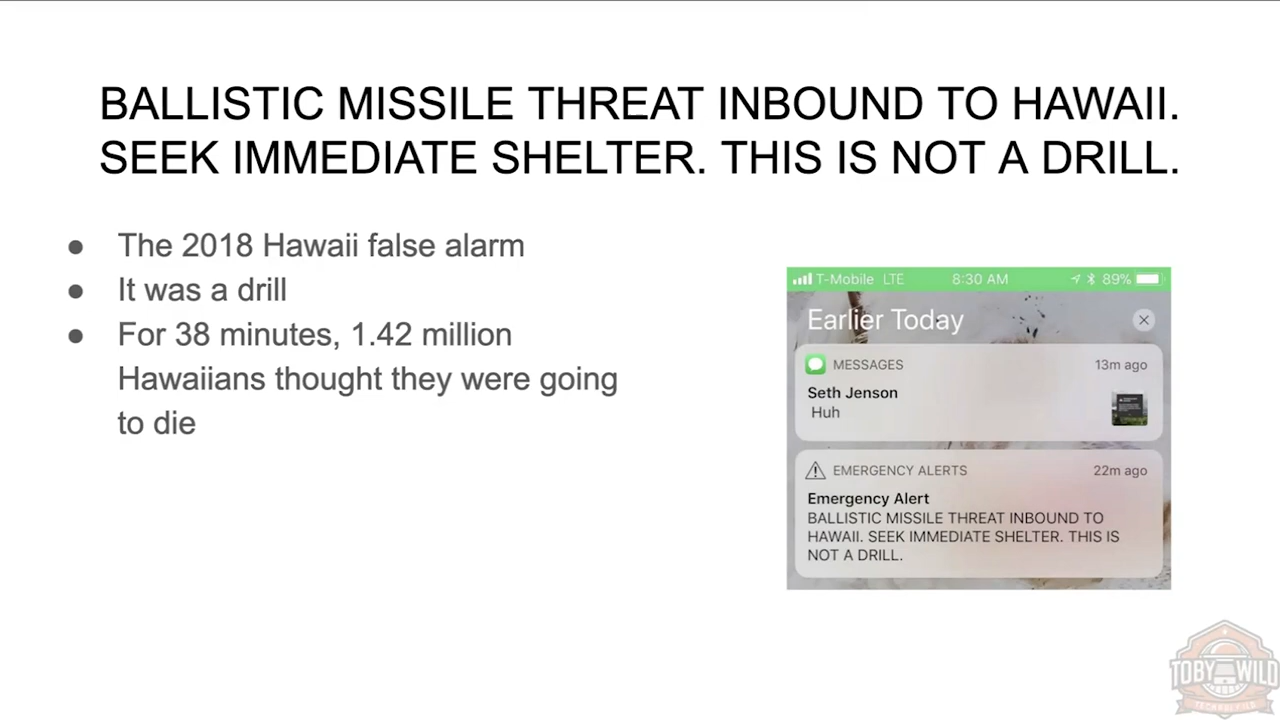 BALLISTIC MISSILE THREAT INBOUND TO HAWAII.
SEEK IMMEDIATE SHELTER. THIS IS NOT A DRILL.
● The 2018 Hawaii false alarm
● It was a drill
● For 38 minutes, 1.42 million
Hawaiians thought they were going
to die
T-Mobile LTE 8:30 AM 89%
Earlier Today
MESSAGES 13m ago
Seth Jenson
Huh
EMERGENCY ALERTS 22m ago
Emergency Alert
BALLISTIC MISSILE THREAT INBOUND TO
HAWAII. SEEK IMMEDIATE SHELTER. THIS IS
NOT A DRILL.
TOBY WILD